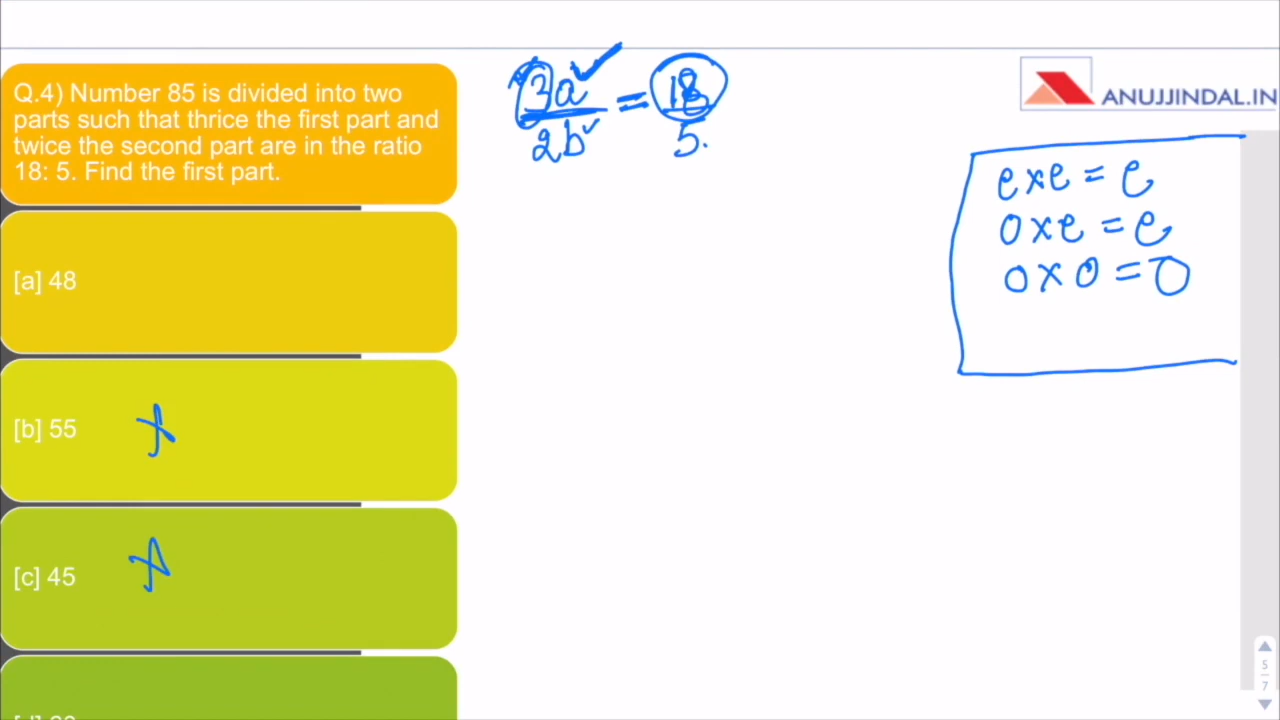 Q.4) Number 85 is divided into two
parts such that thrice the first part and
twice the second part are in the ratio
18: 5. Find the first part.
[a] 48
[b] 55
[c] 45
3a/2b = 18/5.
ANUJJINDAL.IN
e x e = e
o x e = e
o x o = o
5
7